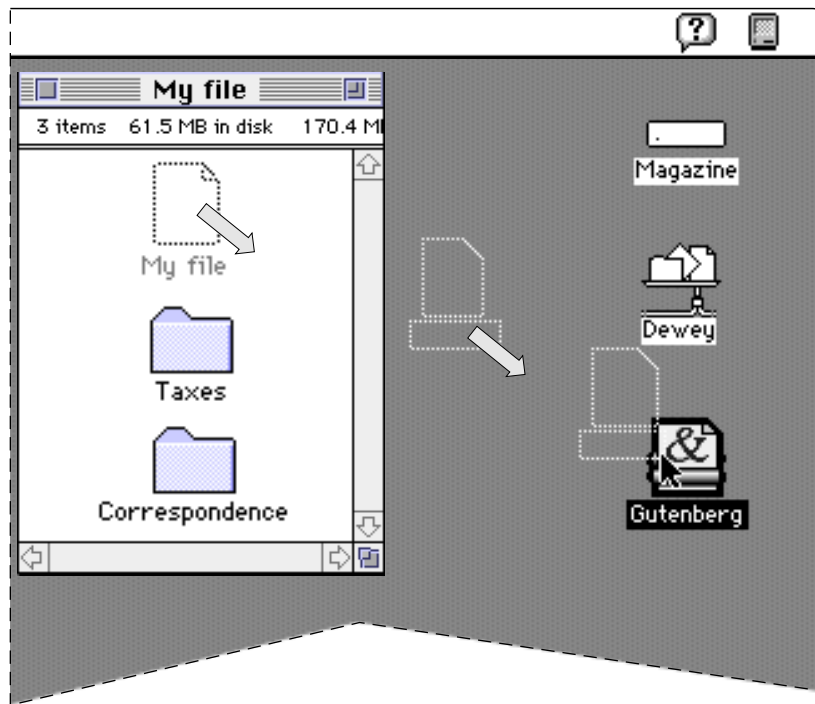 ?
My file
3 items 61.5 MB in disk 170.4 M
My file
Taxes
Correspondence
Magazine
Dewey
&
Gutenberg